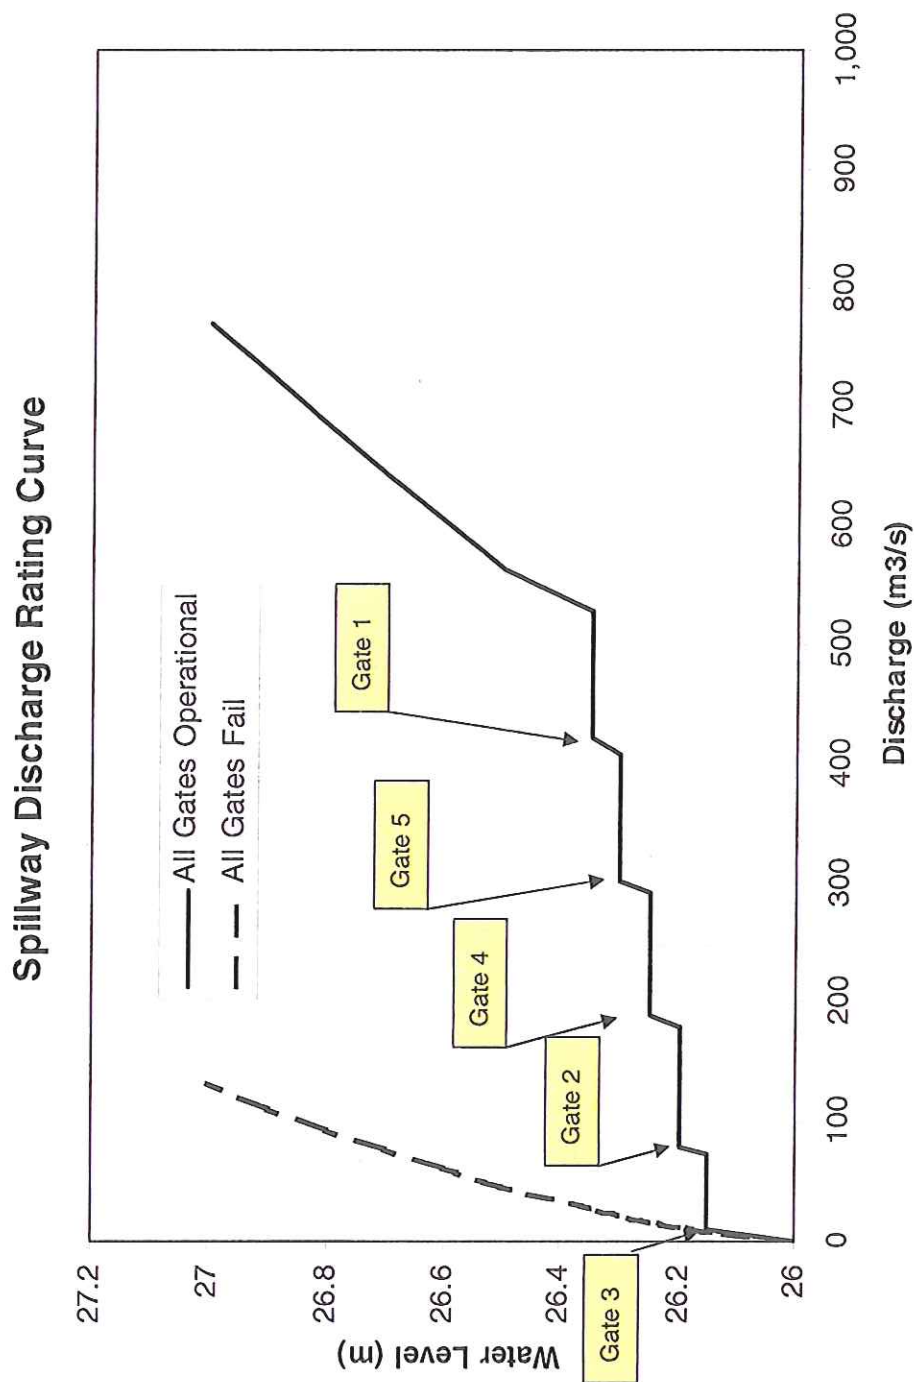 Spillway Discharge Rating Curve
All Gates Operational
All Gates Fail
Water Level (m)
27.2
27
26.8
26.6
26.4
26.2
26
Gate 3
Gate 2
Gate 4
Gate 5
Gate 1
0
100
200
300
400
500
600
700
800
900
1,000
Discharge (m3/s)